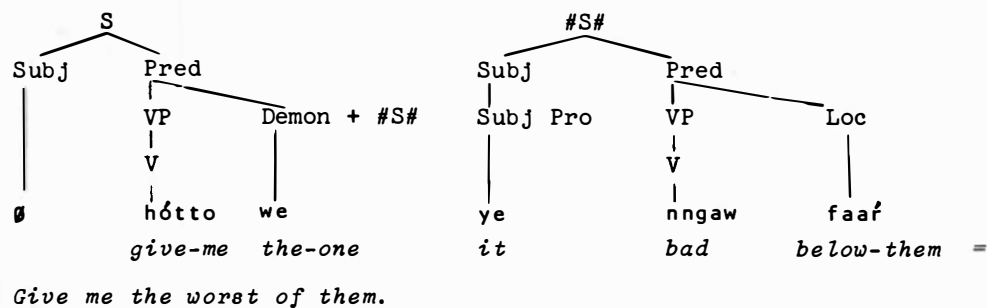 S #S#
Subj Pred Subj Pred
VP Demon + #S# Subj Pro VP Loc
V V
Ø hótto we ye nngaw faaŕ
give-me the-one it bad below-them =
Give me the worst of them.